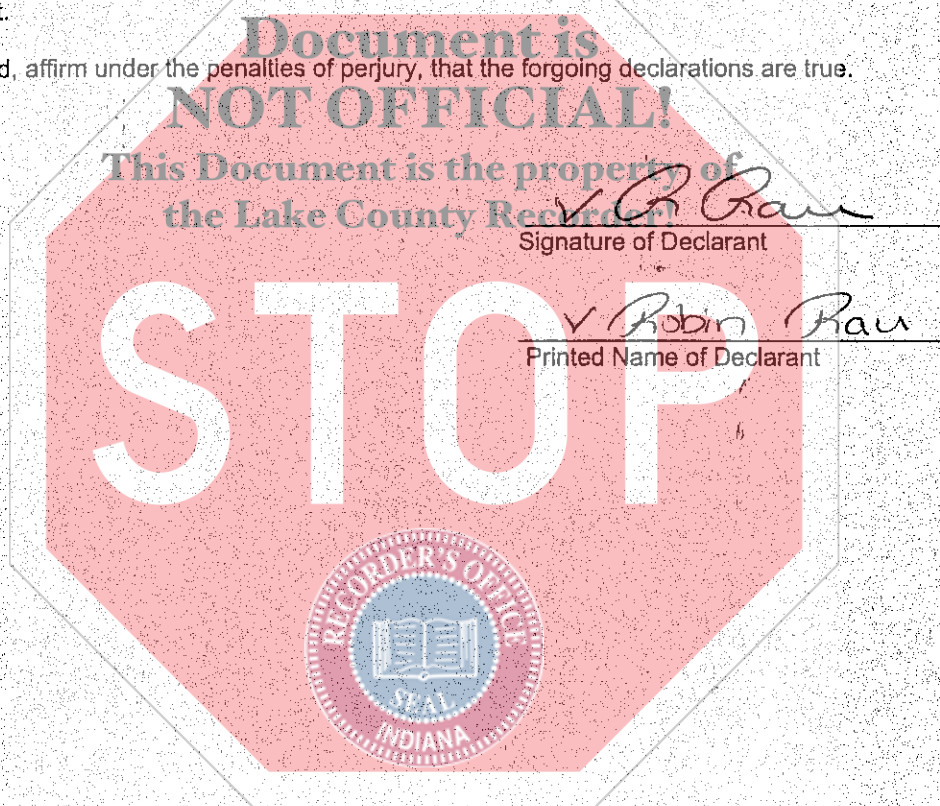 t.
Document is
d, affirm under the penalties of perjury, that the forgoing declarations are true.
NOT OFFICIAL!
This Document is the property of
the Lake County Recorder!
Signature of Declarant
Robin Rau
Printed Name of Declarant
STOP
RECORDER'S OFFICE
SEAL
INDIANA